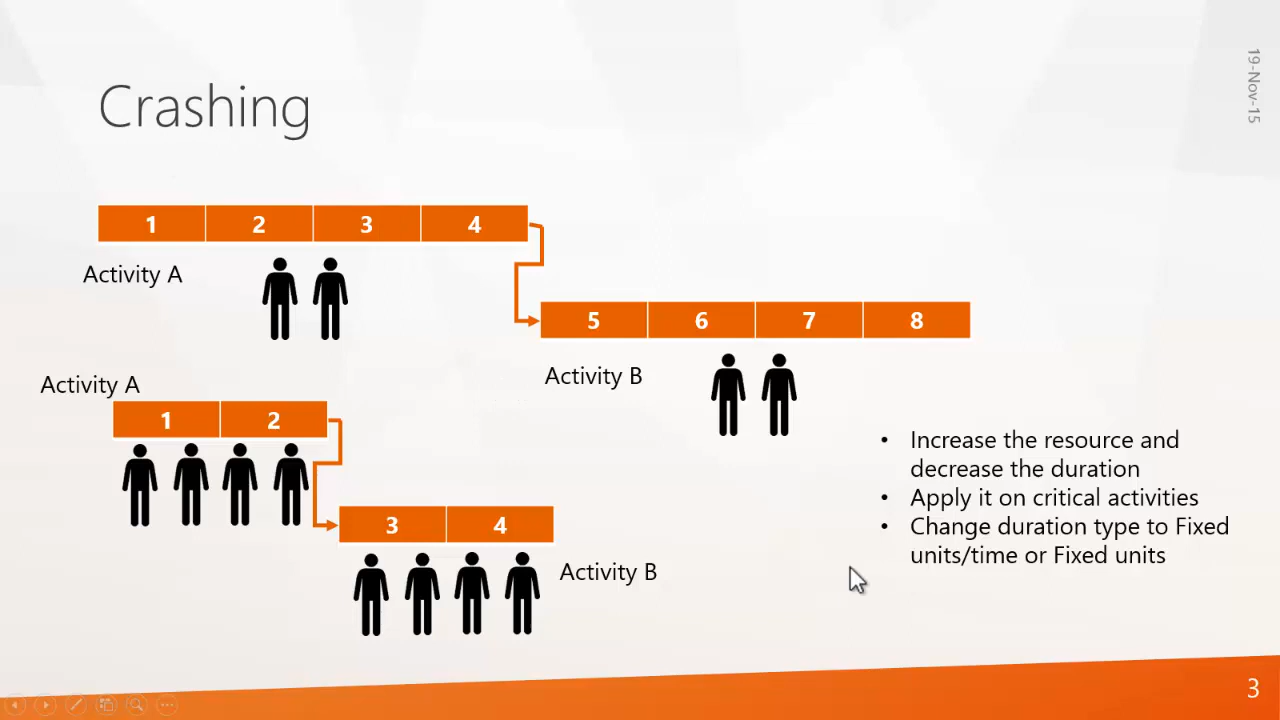 19-Nov-15
Crashing
1 2 3 4
Activity A
5 6 7 8
Activity B
Activity A
1 2
3 4
Activity B
• Increase the resource and
decrease the duration
• Apply it on critical activities
• Change duration type to Fixed
units/time or Fixed units
3